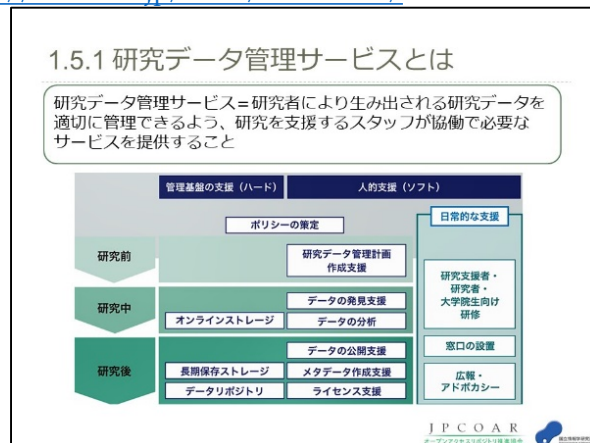 1.5.1 研究データ管理サービスとは
研究データ管理サービス＝研究者により生み出される研究データを
適切に管理できるよう、研究を支援するスタッフが協働で必要な
サービスを提供すること
管理基盤の支援（ハード）
人的支援（ソフト）
ポリシーの策定
日常的な支援
研究前
研究データ管理計画
作成支援
研究支援者・
研究者・
大学院生向け
研修
研究中
データの発見支援
オンラインストレージ
データの分析
窓口の設置
研究後
データの公開支援
長期保存ストレージ
メタデータ作成支援
広報・
アドボカシー
データリポジトリ
ライセンス支援
JPCOAR
オープンアクセスリポジトリ推進協会